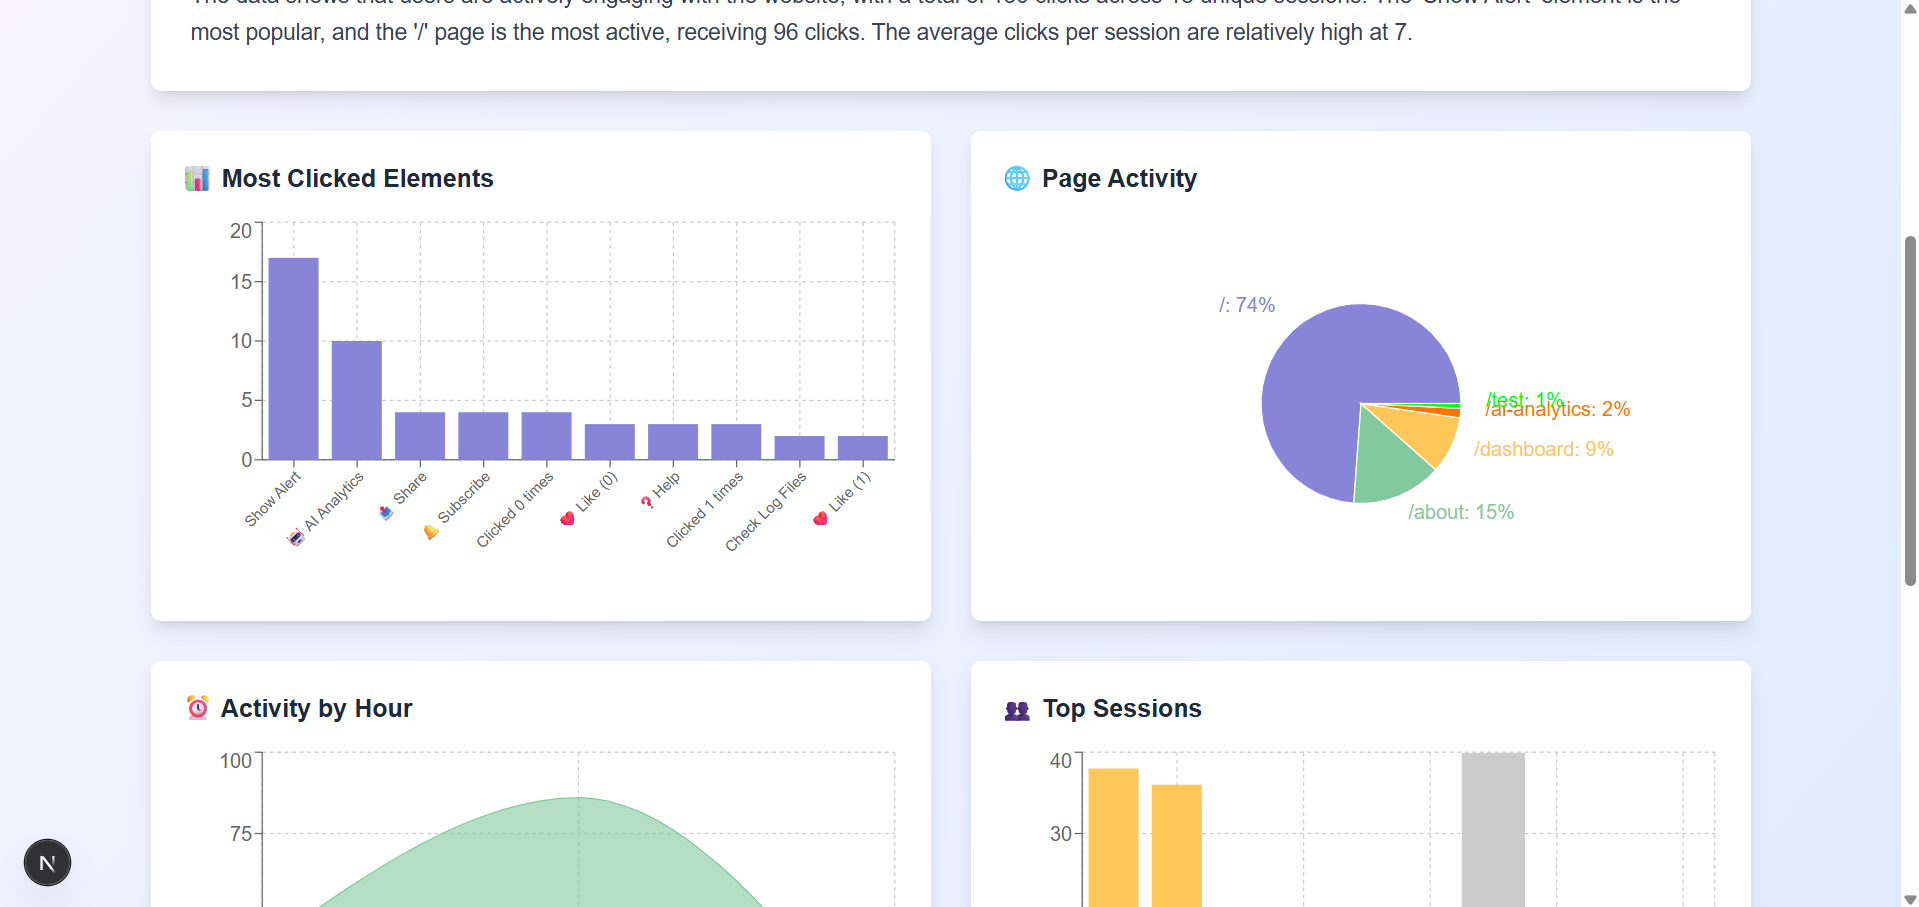 most popular, and the '/' page is the most active, receiving 96 clicks. The average clicks per session are relatively high at 7.
Most Clicked Elements
20
15
10
5
0
Show Alert
AI Analytics
Share
Subscribe
Clicked 0 times
Like (0)
Help
Clicked 1 times
Check Log Files
Like (1)
Page Activity
/: 74%
/test: 1%
/ai-analytics: 2%
/dashboard: 9%
/about: 15%
Activity by Hour
100
75
Top Sessions
40
30
N